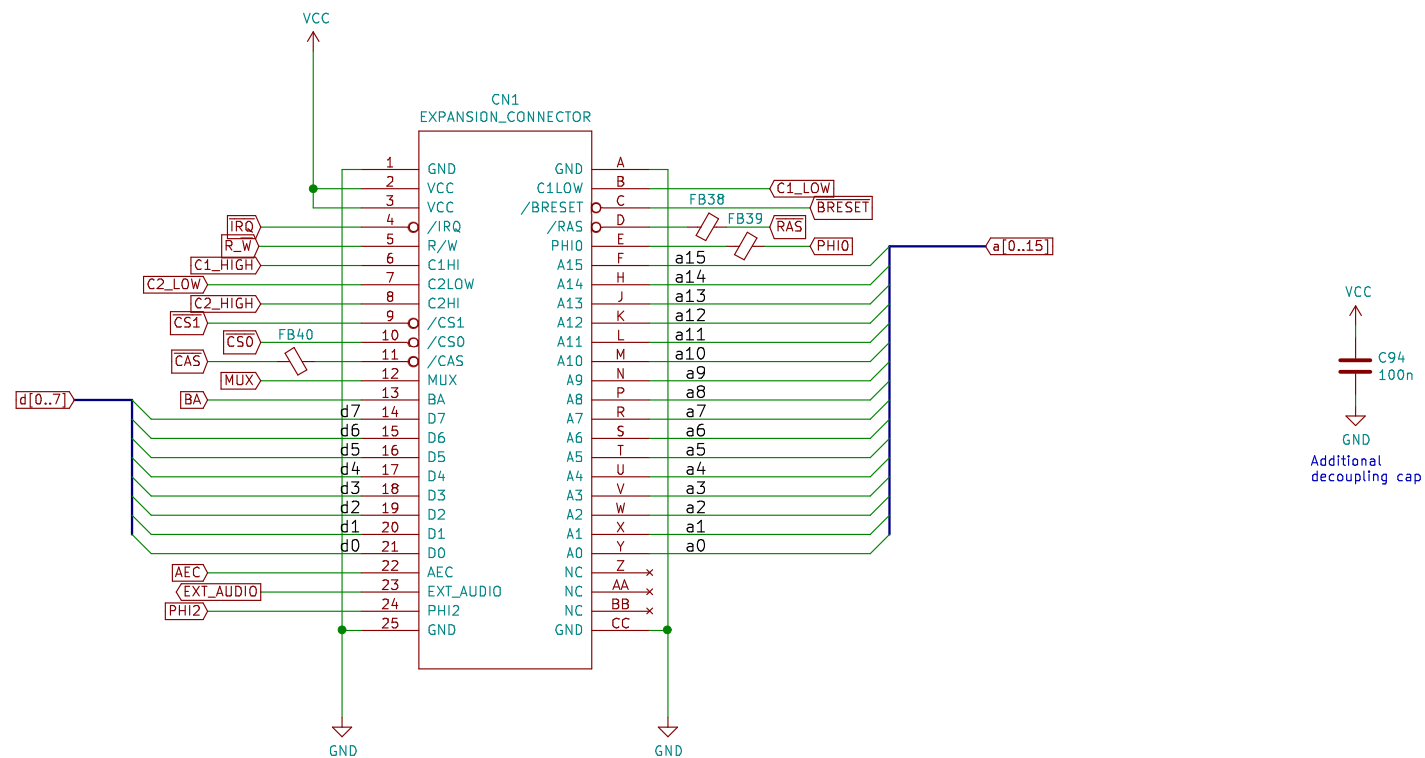 VCC
CN1
EXPANSION_CONNECTOR
1 GND GND A
2 VCC C1LOW B C1_LOW
3 VCC /BRESET C FB38 BRESET
IRQ 4 /IRQ /RAS D FB39 RAS
R_W 5 R/W PHI0 E PHI0
C1_HIGH 6 C1HI A15 F a15 a[0..15]
C2_LOW 7 C2LOW A14 H a14
C2_HIGH 8 C2HI A13 J a13
CS1 9 /CS1 A12 K a12
CS0 FB40 10 /CS0 A11 L a11
CAS 11 /CAS A10 M a10
MUX 12 MUX A9 N a9
BA 13 BA A8 P a8
d[0..7] d7 14 D7 A7 R a7
d6 15 D6 A6 S a6
d5 16 D5 A5 T a5
d4 17 D4 A4 U a4
d3 18 D3 A3 V a3
d2 19 D2 A2 W a2
d1 20 D1 A1 X a1
d0 21 D0 A0 Y a0
AEC 22 AEC NC Z
EXT_AUDIO 23 EXT_AUDIO NC AA
PHI2 24 PHI2 NC BB
25 GND GND CC
GND GND
VCC
C94
100n
GND
Additional
decoupling cap